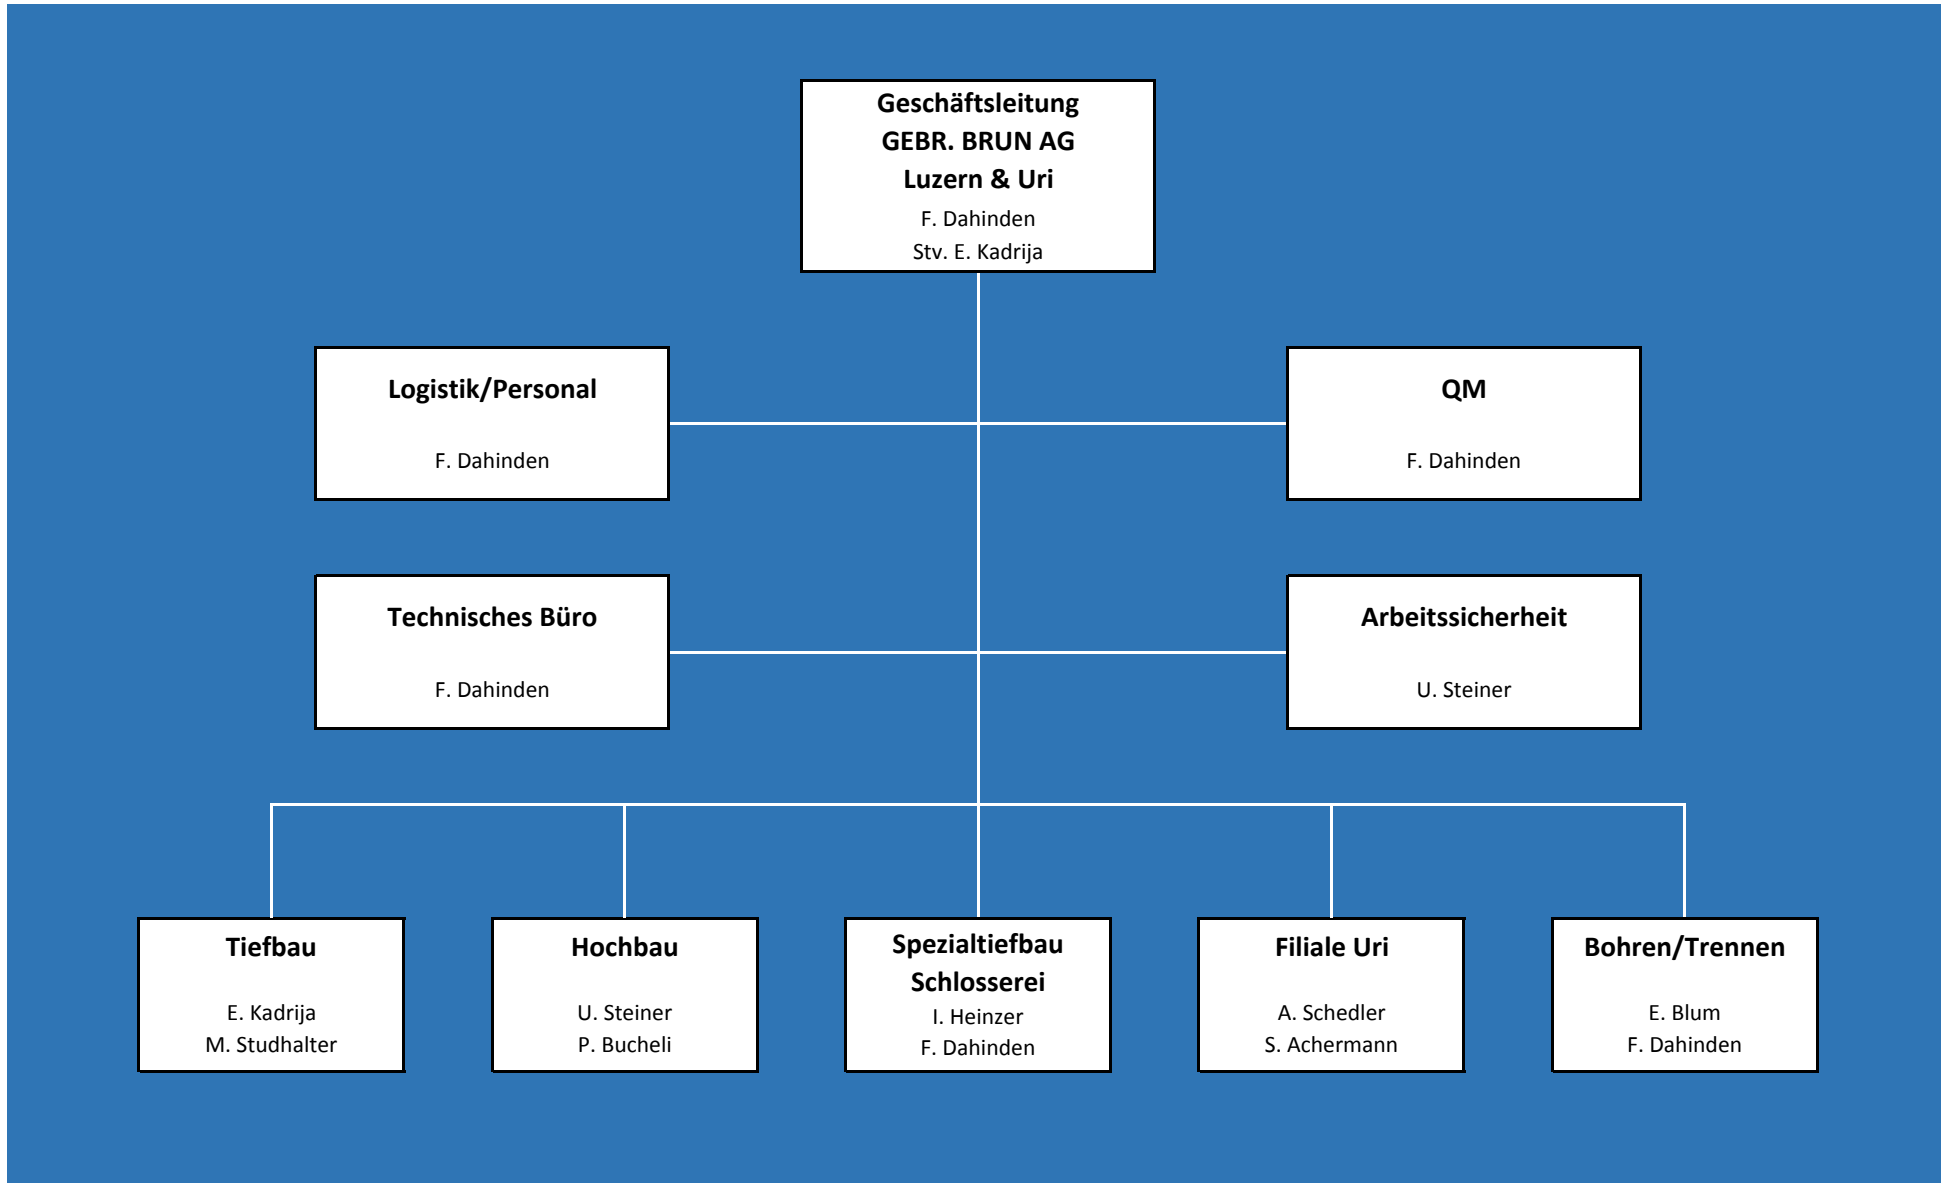 Geschäftsleitung
GEBR. BRUN AG
Luzern & Uri
F. Dahinden
Stv. E. Kadrija
Logistik/Personal
F. Dahinden
QM
F. Dahinden
Technisches Büro
F. Dahinden
Arbeitssicherheit
U. Steiner
Tiefbau
E. Kadrija
M. Studhalter
Hochbau
U. Steiner
P. Bucheli
Spezialtiefbau
Schlosserei
I. Heinzer
F. Dahinden
Filiale Uri
A. Schedler
S. Achermann
Bohren/Trennen
E. Blum
F. Dahinden